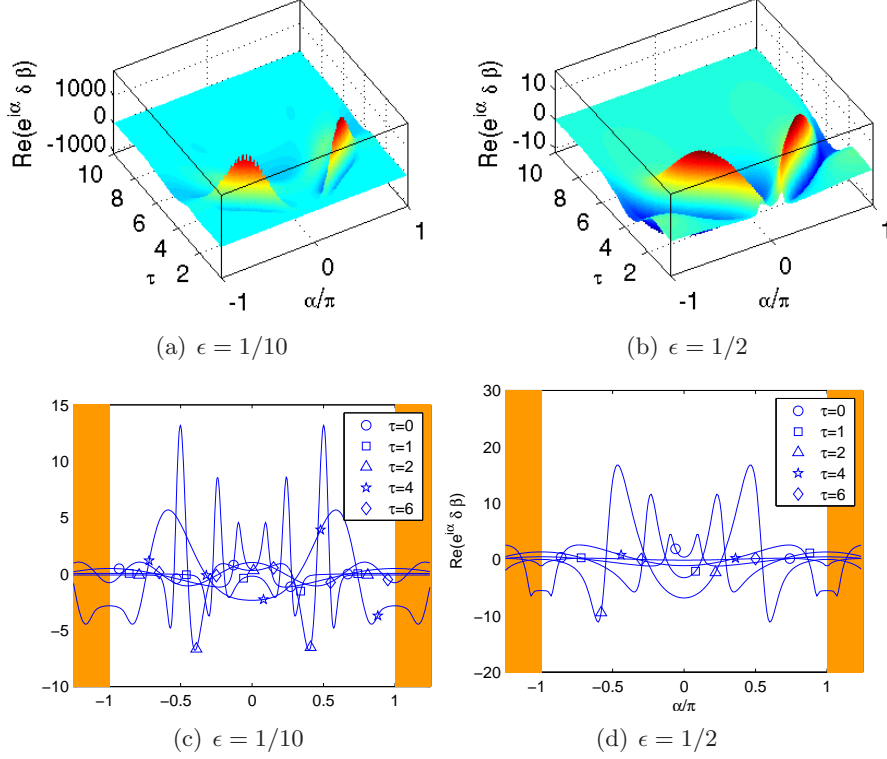 Re(e^{iα} δ β)
1000
0
-1000
10
8
6
4
2
τ
-1
0
1
α/π
(a) ϵ = 1/10
Re(e^{iα} δ β)
10
0
-10
10
8
6
4
2
τ
-1
0
1
α/π
(b) ϵ = 1/2
15
10
5
0
−5
−10
−1
−0.5
0
0.5
1
τ=0
τ=1
τ=2
τ=4
τ=6
(c) ϵ = 1/10
Re(e^{iα} δ β)
30
20
10
0
−10
−20
−1
−0.5
0
0.5
1
α/π
τ=0
τ=1
τ=2
τ=4
τ=6
(d) ϵ = 1/2